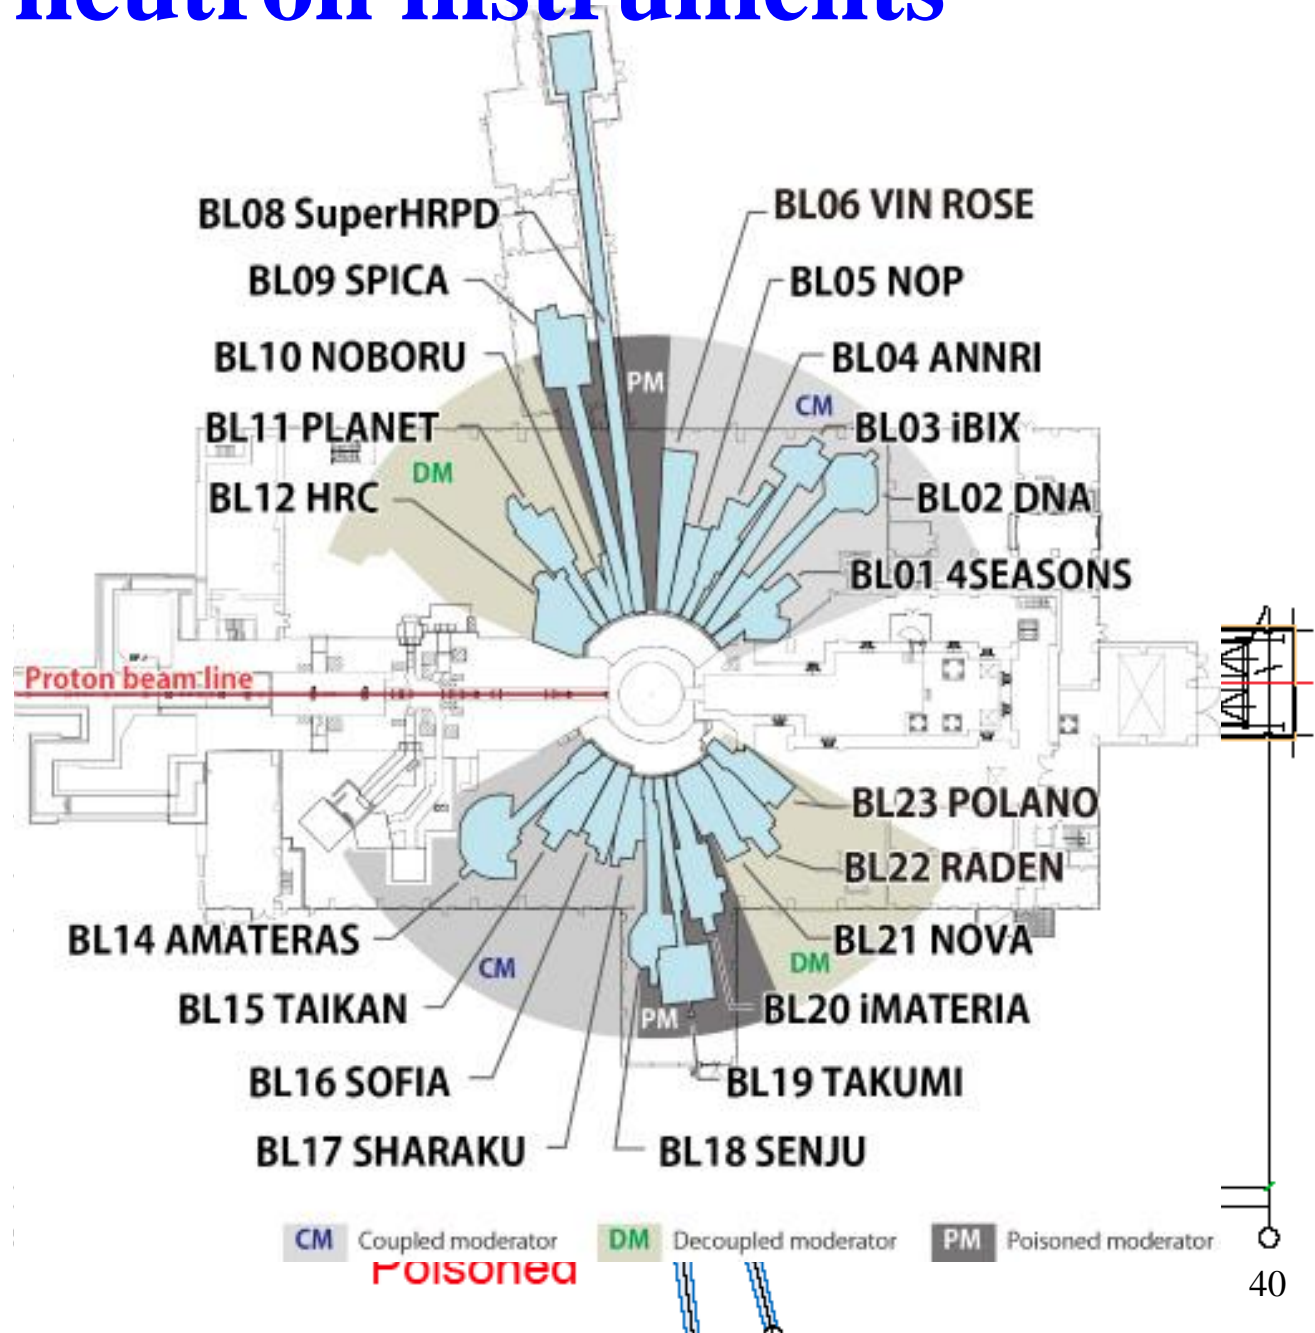 neutron instruments
BL08 SuperHRPD
BL06 VIN ROSE
BL09 SPICA
BL05 NOP
BL10 NOBORU
BL04 ANNRI
PM
CM
BL11 PLANET
BL03 iBIX
DM
BL12 HRC
BL02 DNA
BL01 4SEASONS
Proton beam line
BL23 POLANO
BL22 RADEN
BL14 AMATERAS
BL21 NOVA
CM
DM
BL15 TAIKAN
BL20 iMATERIA
PM
BL16 SOFIA
BL19 TAKUMI
BL17 SHARAKU
BL18 SENJU
CM Coupled moderator
DM Decoupled moderator
PM Poisoned moderator
Poisoned
40